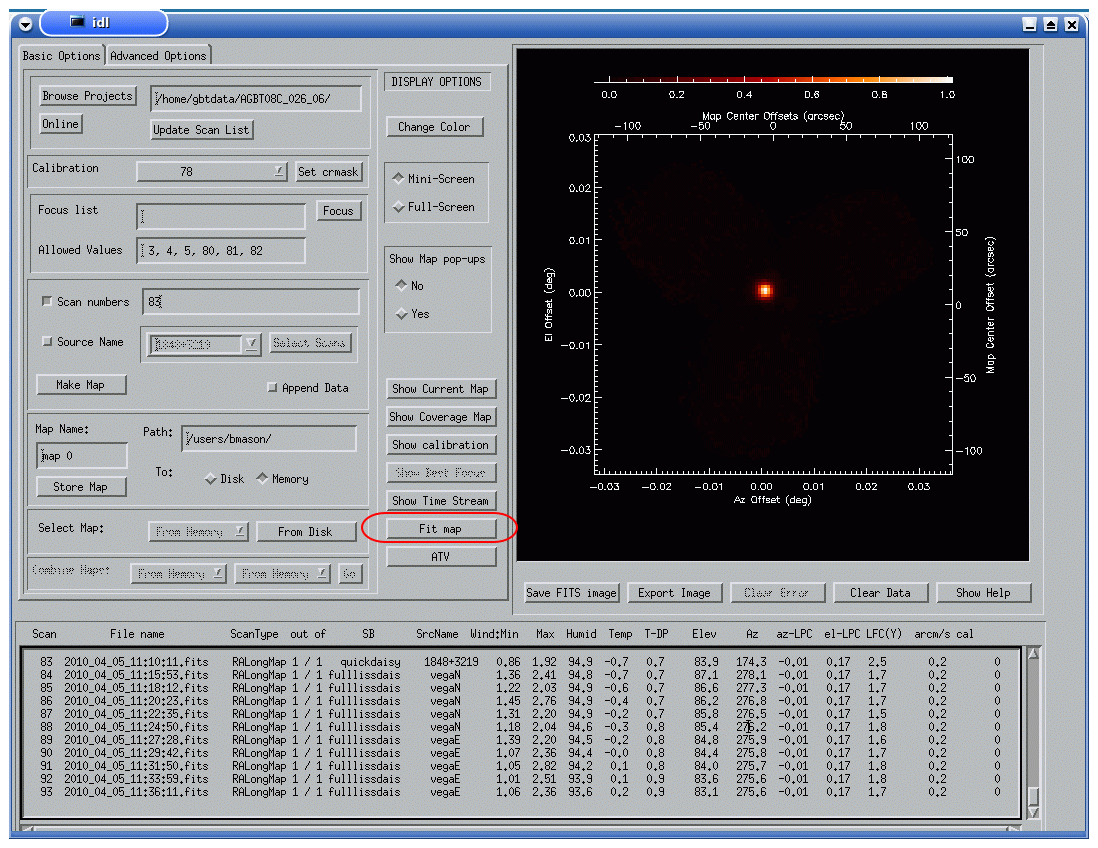 idl
Basic Options Advanced Options
Browse Projects /home/gbtdata/AGBT08C_026_06/
Online Update Scan List
Calibration 78 Set crmask
Focus list Focus
Allowed Values 3, 4, 5, 80, 81, 82
Scan numbers 83
Source Name 1848+3219 Select Scans
Make Map Append Data
Map Name: Path: /users/bmason/
map 0
To: Disk Memory
Store Map
Select Map: From Memory From Disk
Combine Maps: From Memory From Memory Go
DISPLAY OPTIONS
Change Color
Mini-Screen
Full-Screen
Show Map pop-ups
No
Yes
Show Current Map
Show Coverage Map
Show calibration
Show Best Focus
Show Time Stream
Fit map
ATV
0.0 0.2 0.4 0.6 0.8 1.0
Map Center Offsets (arcsec)
-100 -50 0 50 100
0.03
0.02
0.01
0.00
-0.01
-0.02
-0.03
El Offset (deg)
100
50
0
-50
-100
Map Center Offset (arcsec)
-0.03 -0.02 -0.01 0.00 0.01 0.02 0.03
Az Offset (deg)
Save FITS image Export Image Clear Error Clear Data Show Help
Scan File name ScanType out of SB SrcName Wind:Min Max Humid Temp T-DP Elev Az az-LPC el-LPC LFC(Y) arcm/s cal
83 2010_04_05_11:10:11.fits RALongMap 1 / 1 quickdaisy 1848+3219 0.86 1.92 94.9 -0.7 0.7 83.9 174.3 -0.01 0.17 2.5 0.2 0
84 2010_04_05_11:15:53.fits RALongMap 1 / 1 fulllissdais vegaN 1.36 2.41 94.8 -0.7 0.7 87.1 278.1 -0.01 0.17 1.7 0.2 0
85 2010_04_05_11:18:12.fits RALongMap 1 / 1 fulllissdais vegaN 1.22 2.03 94.9 -0.6 0.7 86.6 277.3 -0.01 0.17 1.7 0.2 0
86 2010_04_05_11:20:23.fits RALongMap 1 / 1 fulllissdais vegaN 1.45 2.76 94.9 -0.4 0.7 86.2 276.8 -0.01 0.17 1.7 0.2 0
87 2010_04_05_11:22:35.fits RALongMap 1 / 1 fulllissdais vegaN 1.31 2.20 94.9 -0.2 0.7 85.8 276.5 -0.01 0.17 1.5 0.2 0
88 2010_04_05_11:24:50.fits RALongMap 1 / 1 fulllissdais vegaN 1.18 2.04 94.6 -0.3 0.8 85.4 276.2 -0.01 0.17 1.8 0.2 0
89 2010_04_05_11:27:28.fits RALongMap 1 / 1 fulllissdais vegaE 1.39 2.20 94.5 -0.2 0.8 84.8 275.9 -0.01 0.17 1.6 0.2 0
90 2010_04_05_11:29:42.fits RALongMap 1 / 1 fulllissdais vegaE 1.07 2.36 94.4 -0.0 0.8 84.4 275.8 -0.01 0.17 1.7 0.2 0
91 2010_04_05_11:31:50.fits RALongMap 1 / 1 fulllissdais vegaE 1.05 2.82 94.2 0.1 0.8 84.0 275.7 -0.01 0.17 1.8 0.2 0
92 2010_04_05_11:33:59.fits RALongMap 1 / 1 fulllissdais vegaE 1.01 2.51 93.9 0.1 0.9 83.6 275.6 -0.01 0.17 1.8 0.2 0
93 2010_04_05_11:36:11.fits RALongMap 1 / 1 fulllissdais vegaE 1.06 2.36 93.6 0.2 0.9 83.1 275.6 -0.01 0.17 1.7 0.2 0